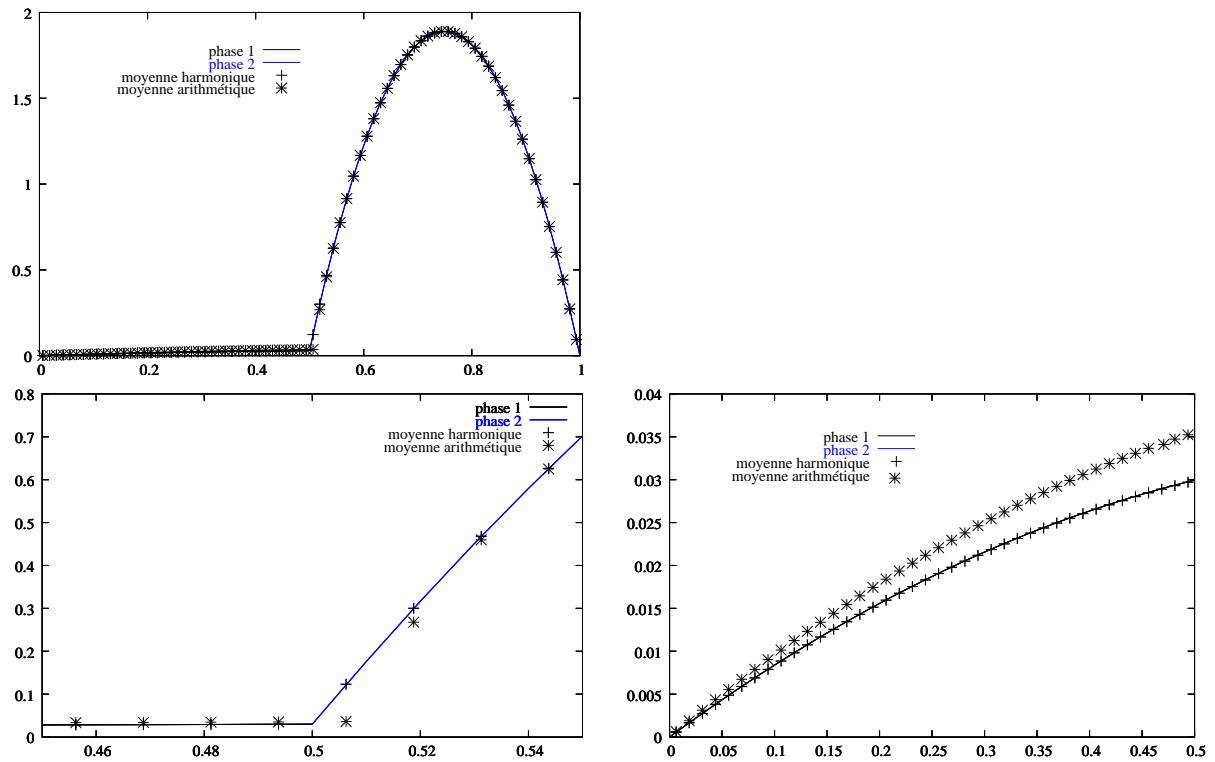 2
1.5
1
0.5
0
0 0.2 0.4 0.6 0.8 1
phase 1
phase 2
moyenne harmonique
moyenne arithmétique
0.8
0.7
0.6
0.5
0.4
0.3
0.2
0.1
0
0.46 0.48 0.5 0.52 0.54
phase 1
phase 2
moyenne harmonique
moyenne arithmétique
0.04
0.035
0.03
0.025
0.02
0.015
0.01
0.005
0
0 0.05 0.1 0.15 0.2 0.25 0.3 0.35 0.4 0.45 0.5
phase 1
phase 2
moyenne harmonique
moyenne arithmétique